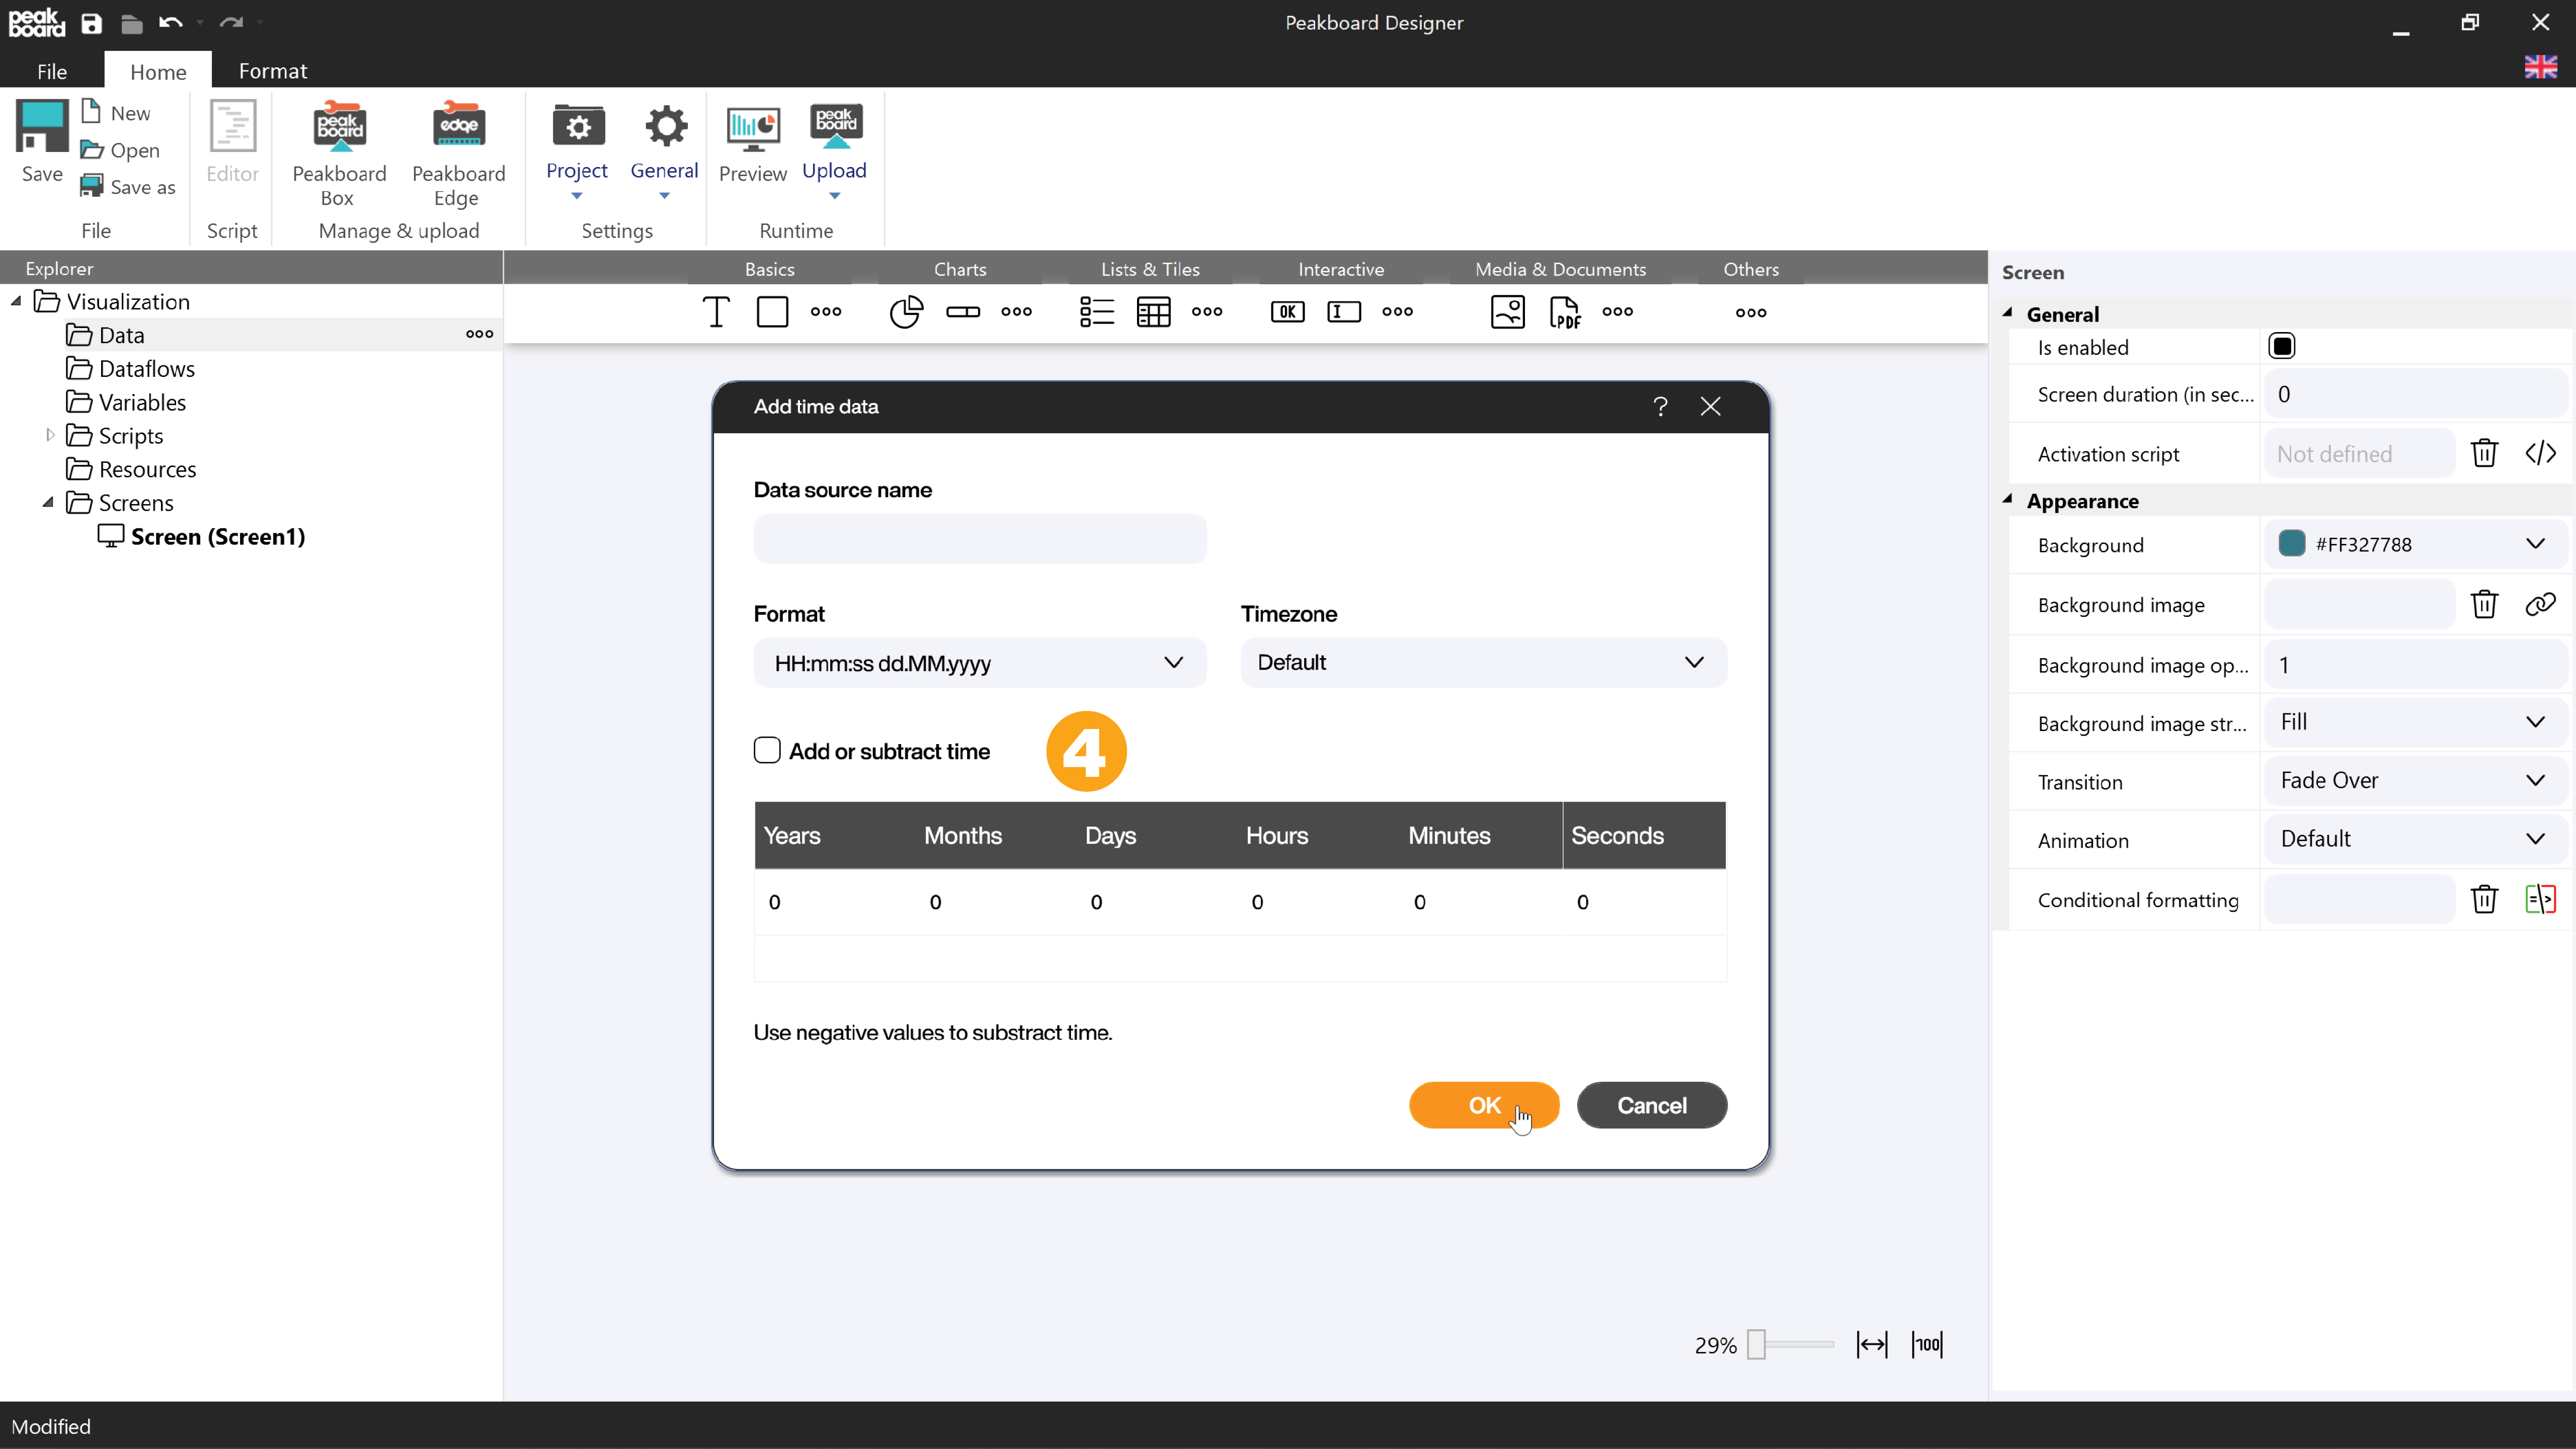 peak
board
Peakboard Designer
File
Home
Format
Save
New
Open
Save as
File
Editor
Script
peak
board
Peakboard
Box
edge
Peakboard
Edge
Manage & upload
Project
General
Settings
Preview
peak
board
Upload
Runtime
Explorer
Visualization
Data
Dataflows
Variables
Scripts
Resources
Screens
Screen (Screen1)
Basics
Charts
Lists & Tiles
Interactive
Media & Documents
Others
T
OK
I
PDF
Add time data
?
Data source name
Format
Timezone
HH:mm:ss dd.MM.yyyy
Default
Add or subtract time
4
Years Months Days Hours Minutes Seconds
0 0 0 0 0 0
Use negative values to substract time.
OK
Cancel
29%
100
Screen
General
Is enabled
Screen duration (in sec... 0
Activation script Not defined
Appearance
Background #FF327788
Background image
Background image op... 1
Background image str... Fill
Transition Fade Over
Animation Default
Conditional formatting
Modified